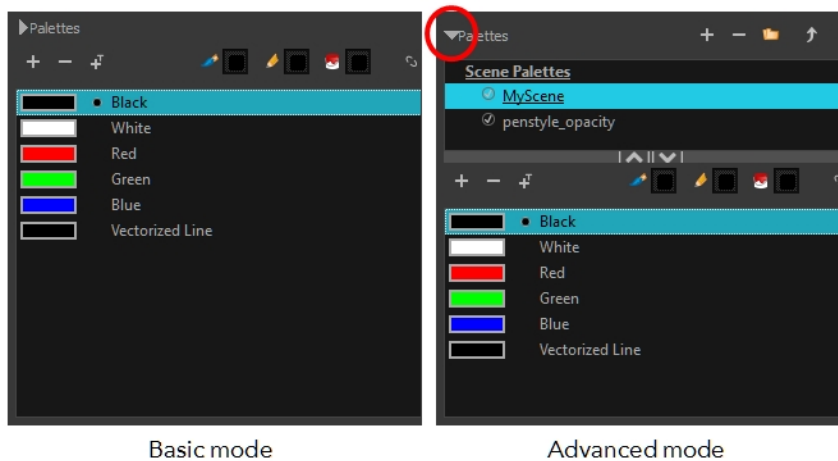 Palettes
Black
White
Red
Green
Blue
Vectorized Line
Basic mode
Palettes
Scene Palettes
MyScene
penstyle_opacity
Black
White
Red
Green
Blue
Vectorized Line
Advanced mode